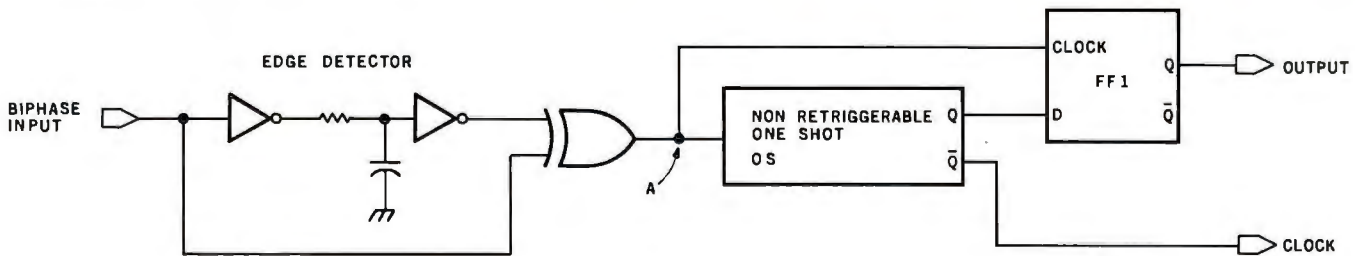 EDGE DETECTOR
BIPHASE
INPUT
A
NON RETRIGGERABLE
ONE SHOT
OS
Q
Q̅
CLOCK
D
FF1
Q
Q̅
OUTPUT
CLOCK